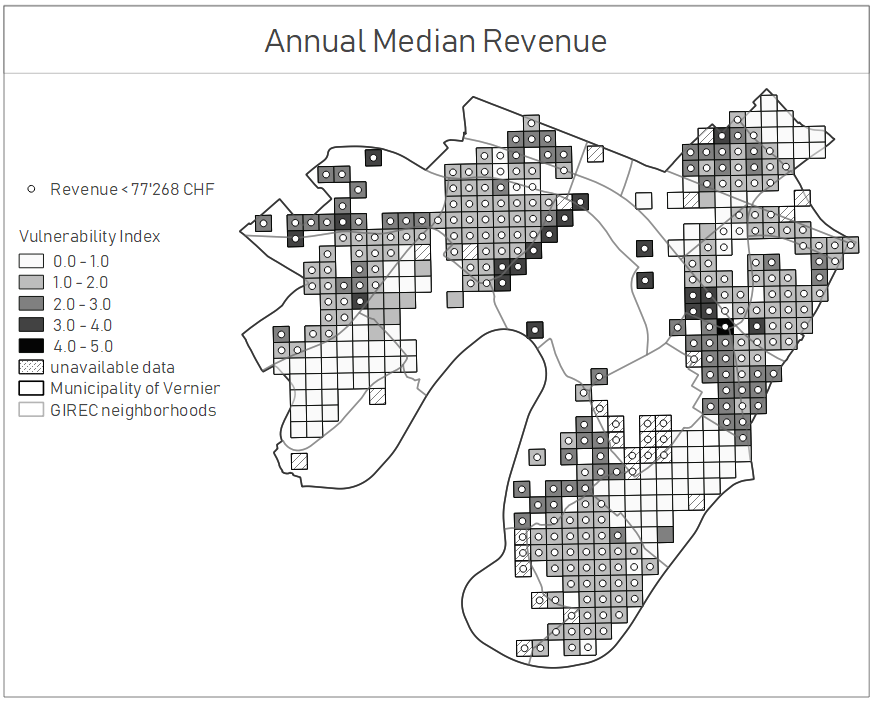 Annual Median Revenue
Revenue < 77'268 CHF
Vulnerability Index
0.0 - 1.0
1.0 - 2.0
2.0 - 3.0
3.0 - 4.0
4.0 - 5.0
unavailable data
Municipality of Vernier
GIREC neighborhoods